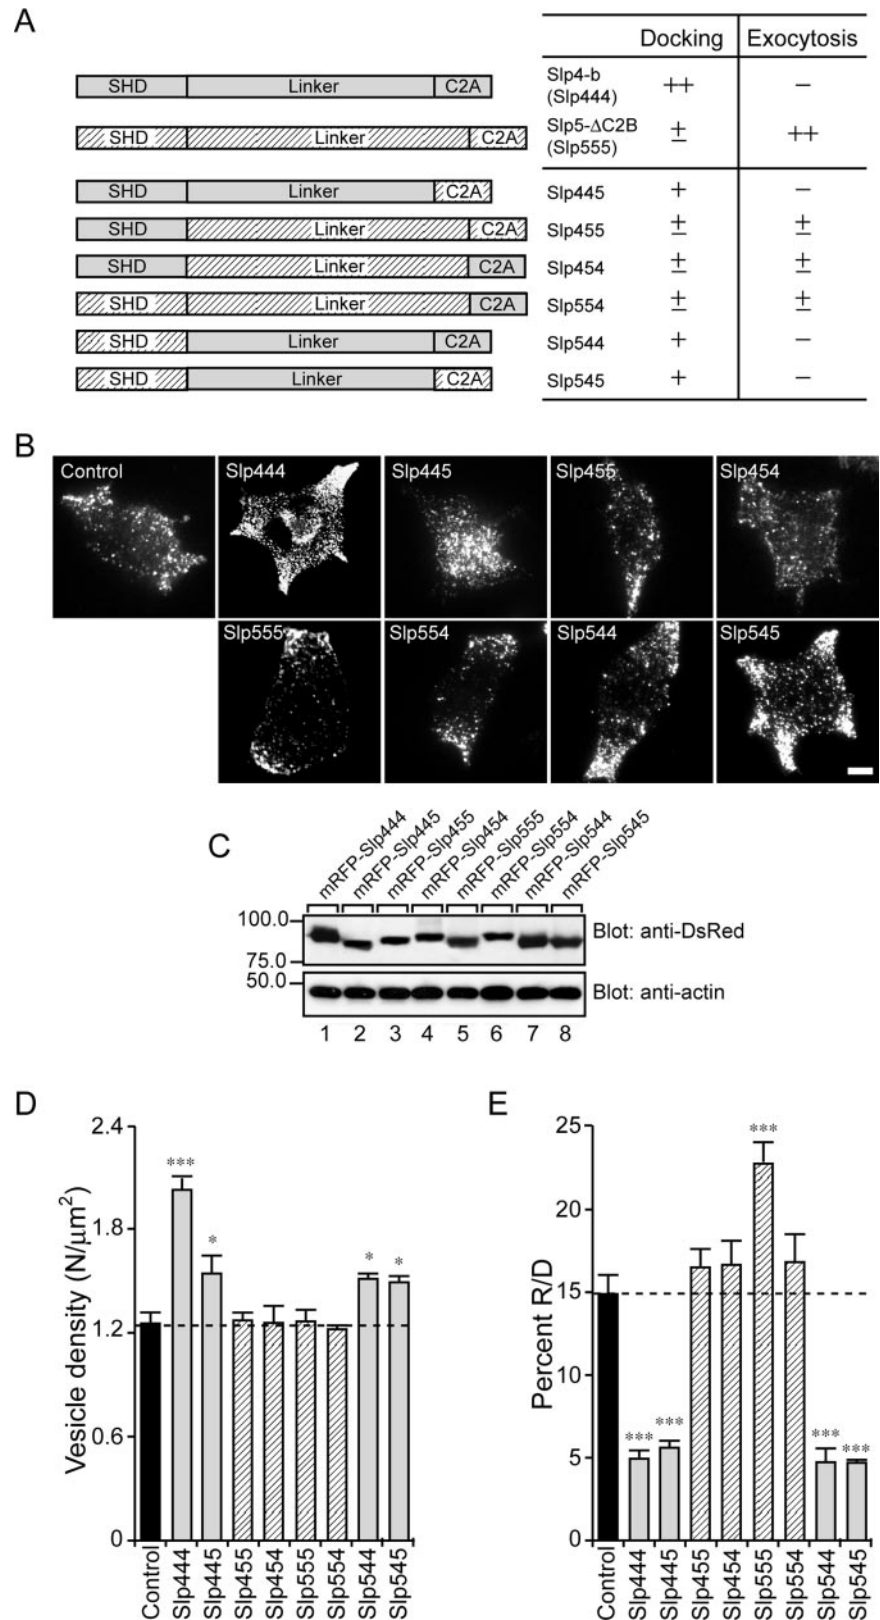 A
Docking Exocytosis
SHD Linker C2A Slp4-b (Slp444) ++ −
SHD Linker C2A Slp5-ΔC2B (Slp555) ± ++
SHD Linker C2A Slp445 + −
SHD Linker C2A Slp455 ± ±
SHD Linker C2A Slp454 ± ±
SHD Linker C2A Slp554 ± ±
SHD Linker C2A Slp544 + −
SHD Linker C2A Slp545 + −
B
Control Slp444 Slp445 Slp455 Slp454
Slp555 Slp554 Slp544 Slp545
C
mRFP-Slp444 mRFP-Slp445 mRFP-Slp455 mRFP-Slp454 mRFP-Slp555 mRFP-Slp554 mRFP-Slp544 mRFP-Slp545
100.0
Blot: anti-DsRed
75.0
50.0
Blot: anti-actin
1 2 3 4 5 6 7 8
D
Vesicle density (N/μm²)
2.4
1.8
1.2
0.6
0
*** * * *
Control Slp444 Slp445 Slp455 Slp454 Slp555 Slp554 Slp544 Slp545
E
Percent R/D
25
20
15
10
5
0
*** *** *** *** ***
Control Slp444 Slp445 Slp455 Slp454 Slp555 Slp554 Slp544 Slp545